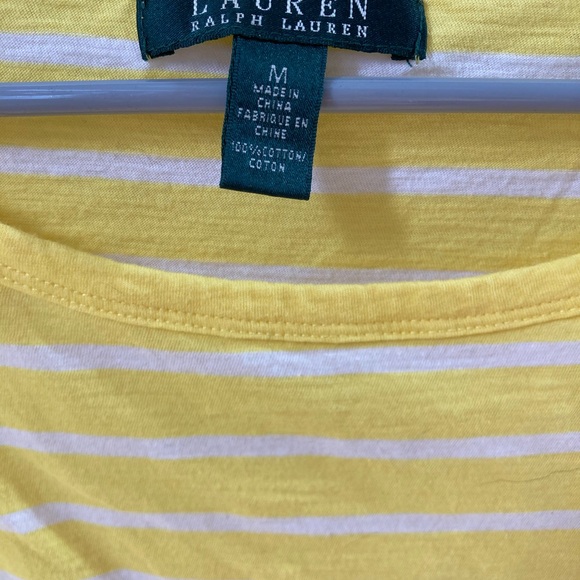 LAUREN
RALPH LAUREN
M
MADE IN
CHINA
FABRIQUE EN
CHINE
100% COTTON/
COTON